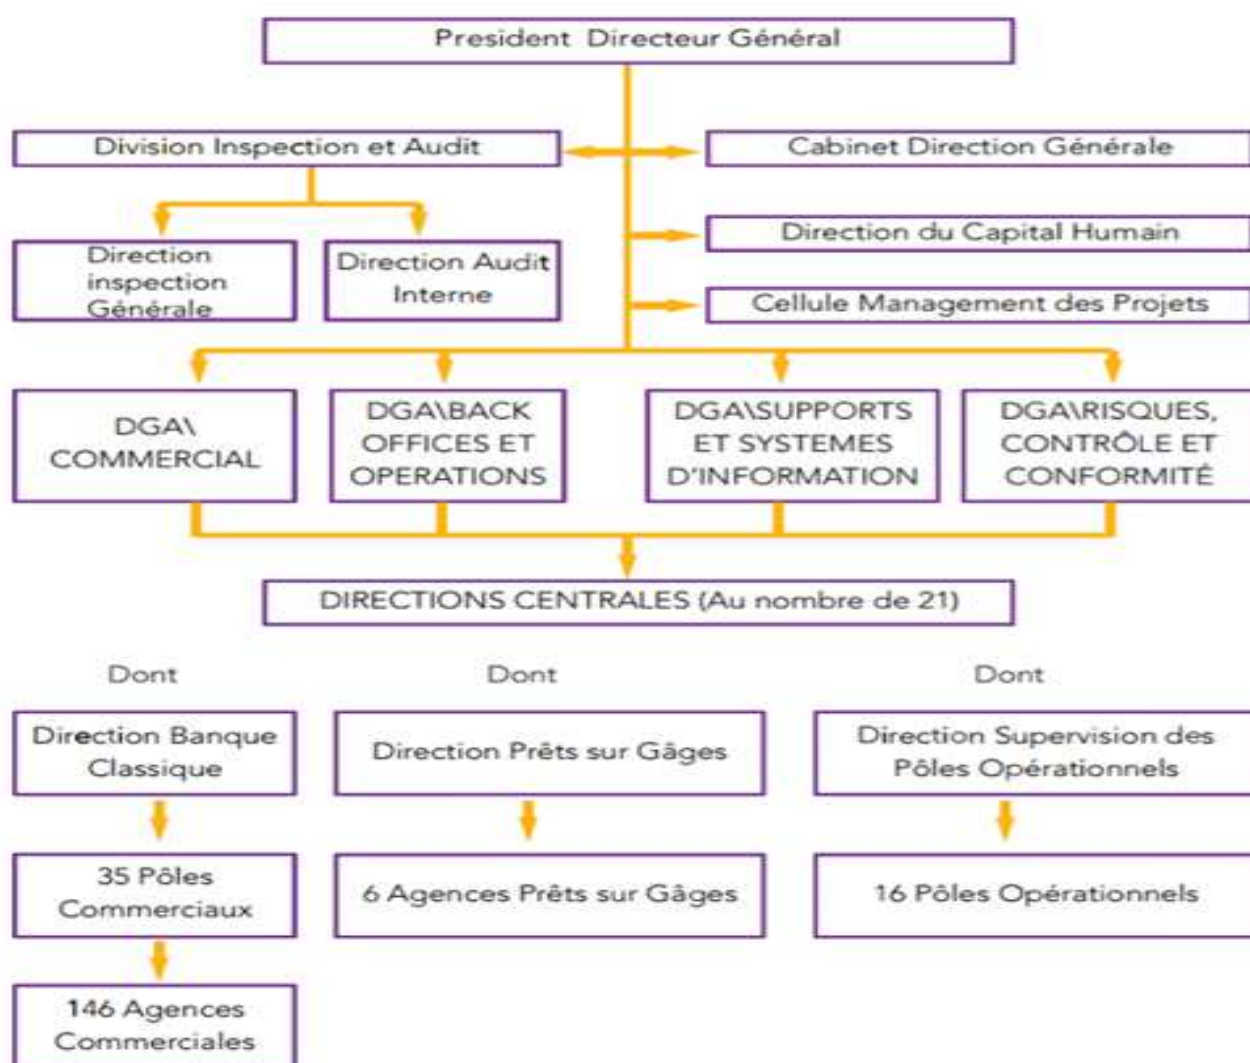 President Directeur Général
Division Inspection et Audit
Cabinet Direction Générale
Direction
inspection
Générale
Direction Audit
Interne
Direction du Capital Humain
Cellule Management des Projets
DGA\
COMMERCIAL
DGA\BACK
OFFICES ET
OPERATIONS
DGA\SUPPORTS
ET SYSTEMES
D'INFORMATION
DGA\RISQUES,
CONTRÔLE ET
CONFORMITÉ
DIRECTIONS CENTRALES (Au nombre de 21)
Dont
Dont
Dont
Direction Banque
Classique
Direction Prêts sur Gâges
Direction Supervision des
Pôles Opérationnels
35 Pôles
Commerciaux
6 Agences Prêts sur Gâges
16 Pôles Opérationnels
146 Agences
Commerciales